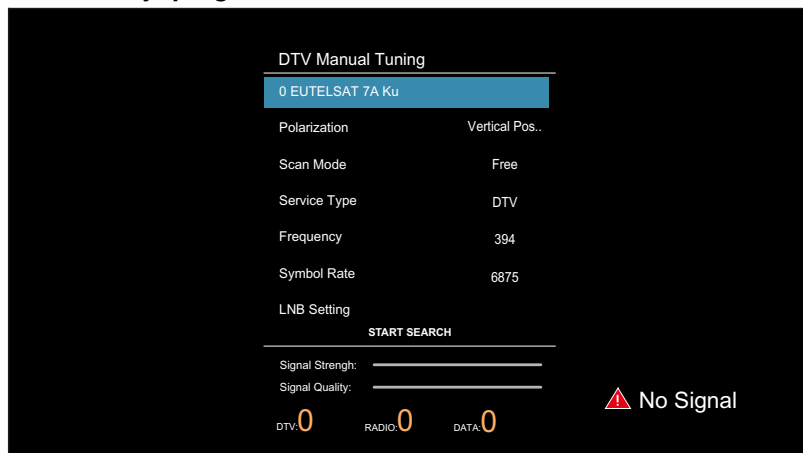 DTV Manual Tuning
0 EUTELSAT 7A Ku
Polarization Vertical Pos..
Scan Mode Free
Service Type DTV
Frequency 394
Symbol Rate 6875
LNB Setting
START SEARCH
Signal Strengh:
Signal Quality:
DTV:0 RADIO:0 DATA:0
No Signal